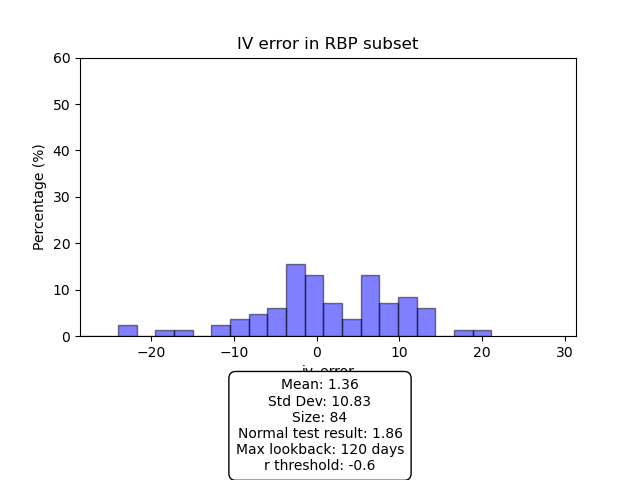 IV error in RBP subset
60
50
40
30
20
10
0
Percentage (%)
−20
−10
0
10
20
30
iv_error
Mean: 1.36
Std Dev: 10.83
Size: 84
Normal test result: 1.86
Max lookback: 120 days
r threshold: -0.6